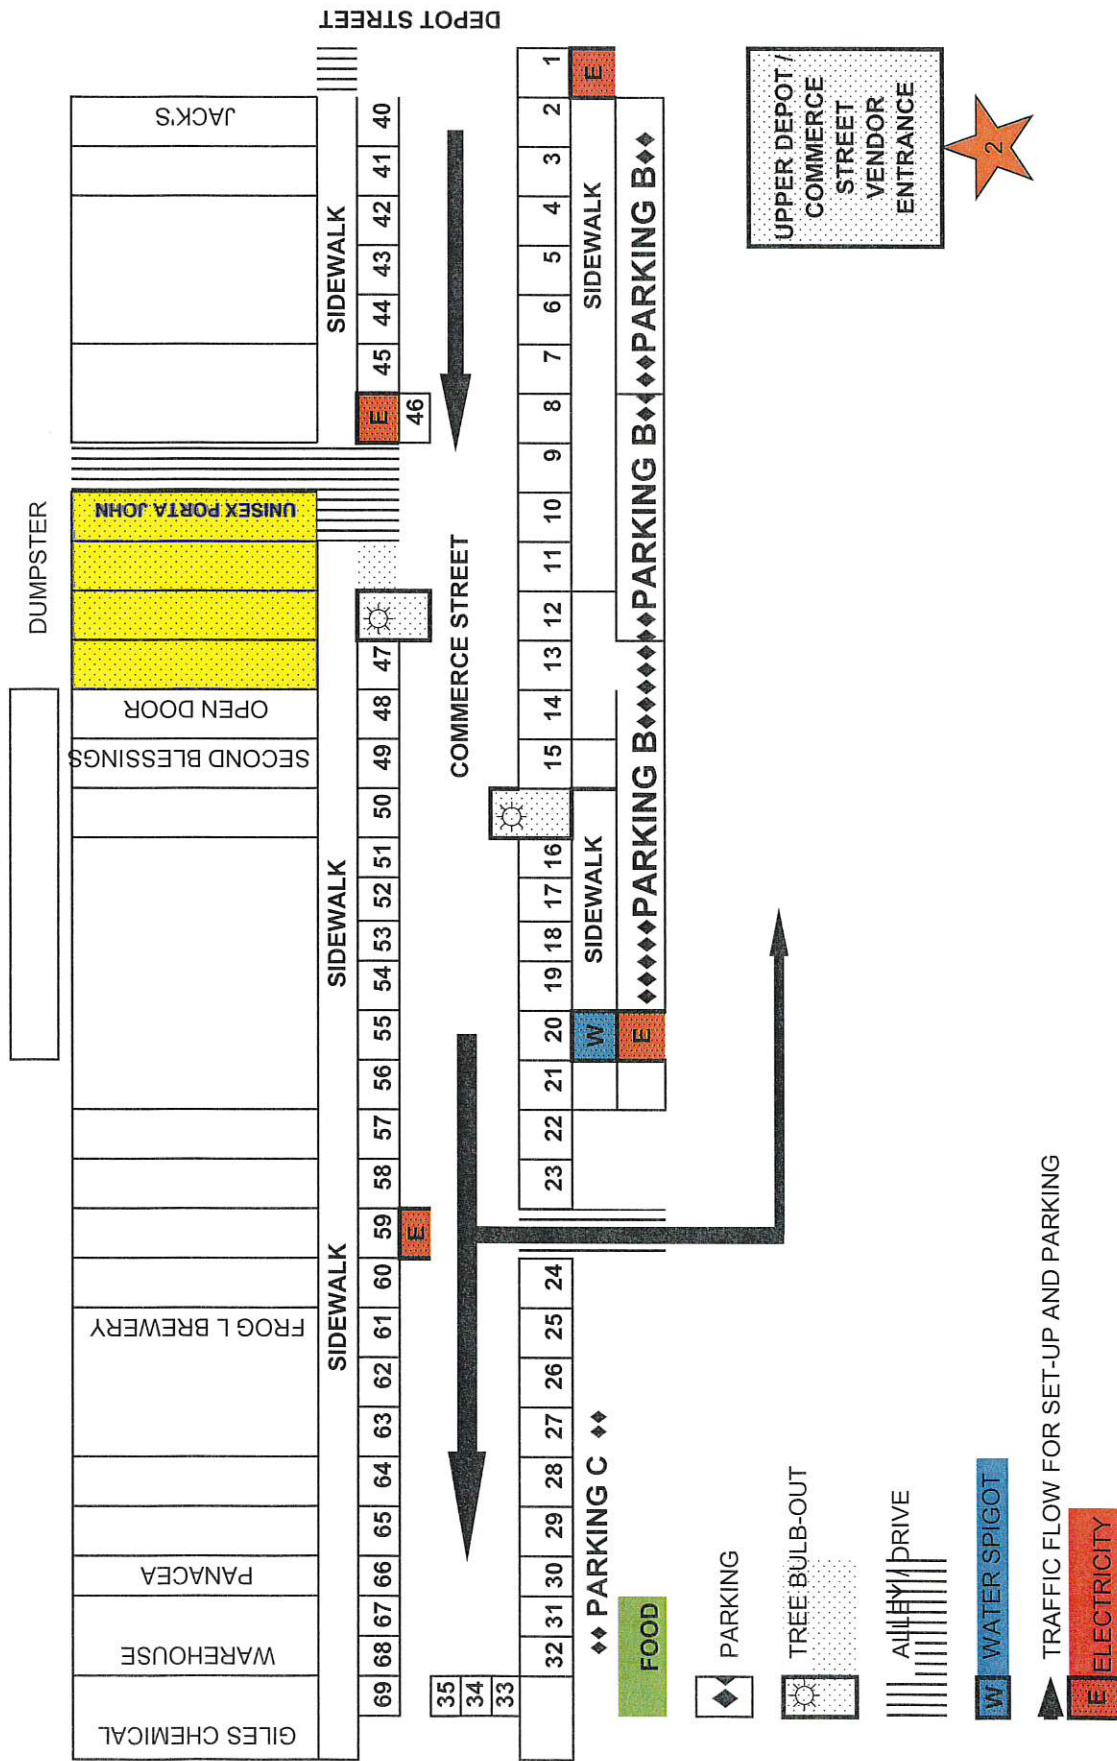 DEPOT STREET
DUMPSTER
JACK'S
UNISEX PORTA JOHN
OPEN DOOR
SECOND BLESSINGS
FROG L BREWERY
PANACEA
WAREHOUSE
GILES CHEMICAL
SIDEWALK
SIDEWALK
SIDEWALK
69 68 67 66 65 64 63 62 61 60 59 58 57 56 55 54 53 52 51 50 49 48 47 E 45 44 43 42 41 40
E
46
35
34
33
COMMERCE STREET
32 31 30 29 28 27 26 25 24 23 22 21 20 19 18 17 16 15 14 13 12 11 10 9 8 7 6 5 4 3 2 1
W
SIDEWALK
SIDEWALK
E
E
PARKING B
PARKING B
PARKING B
PARKING B
PARKING C
UPPER DEPOT /
COMMERCE
STREET
VENDOR
ENTRANCE
2
FOOD
PARKING
TREE BULB-OUT
ALLEY / DRIVE
W WATER SPIGOT
TRAFFIC FLOW FOR SET-UP AND PARKING
E ELECTRICITY